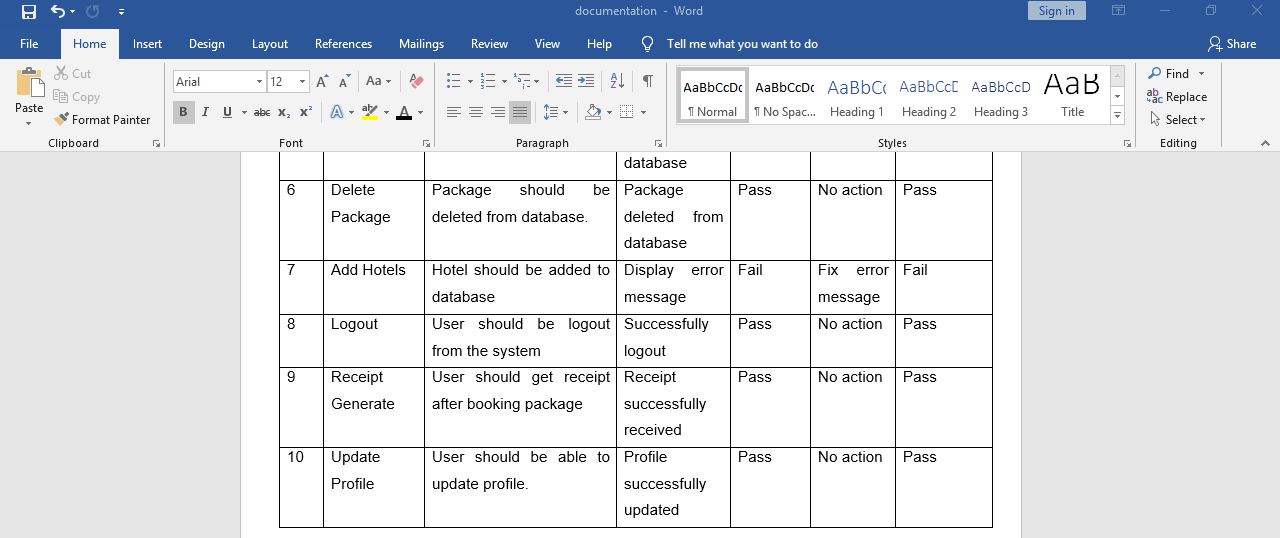 documentation - Word
Sign in
File Home Insert Design Layout References Mailings Review View Help Tell me what you want to do Share
Paste
Cut
Copy
Format Painter
Clipboard
Arial 12
Font
Paragraph
AaBbCcDc AaBbCcDc AaBbC( AaBbCcE AaBbCcD AaB
¶ Normal ¶ No Spac... Heading 1 Heading 2 Heading 3 Title
Styles
Find
Replace
Select
Editing
database
6 Delete Package should be Package Pass No action Pass
Package deleted from database. deleted from
database
7 Add Hotels Hotel should be added to Display error Fail Fix error Fail
database message message
8 Logout User should be logout Successfully Pass No action Pass
from the system logout
9 Receipt User should get receipt Receipt Pass No action Pass
Generate after booking package successfully
received
10 Update User should be able to Profile Pass No action Pass
Profile update profile. successfully
updated